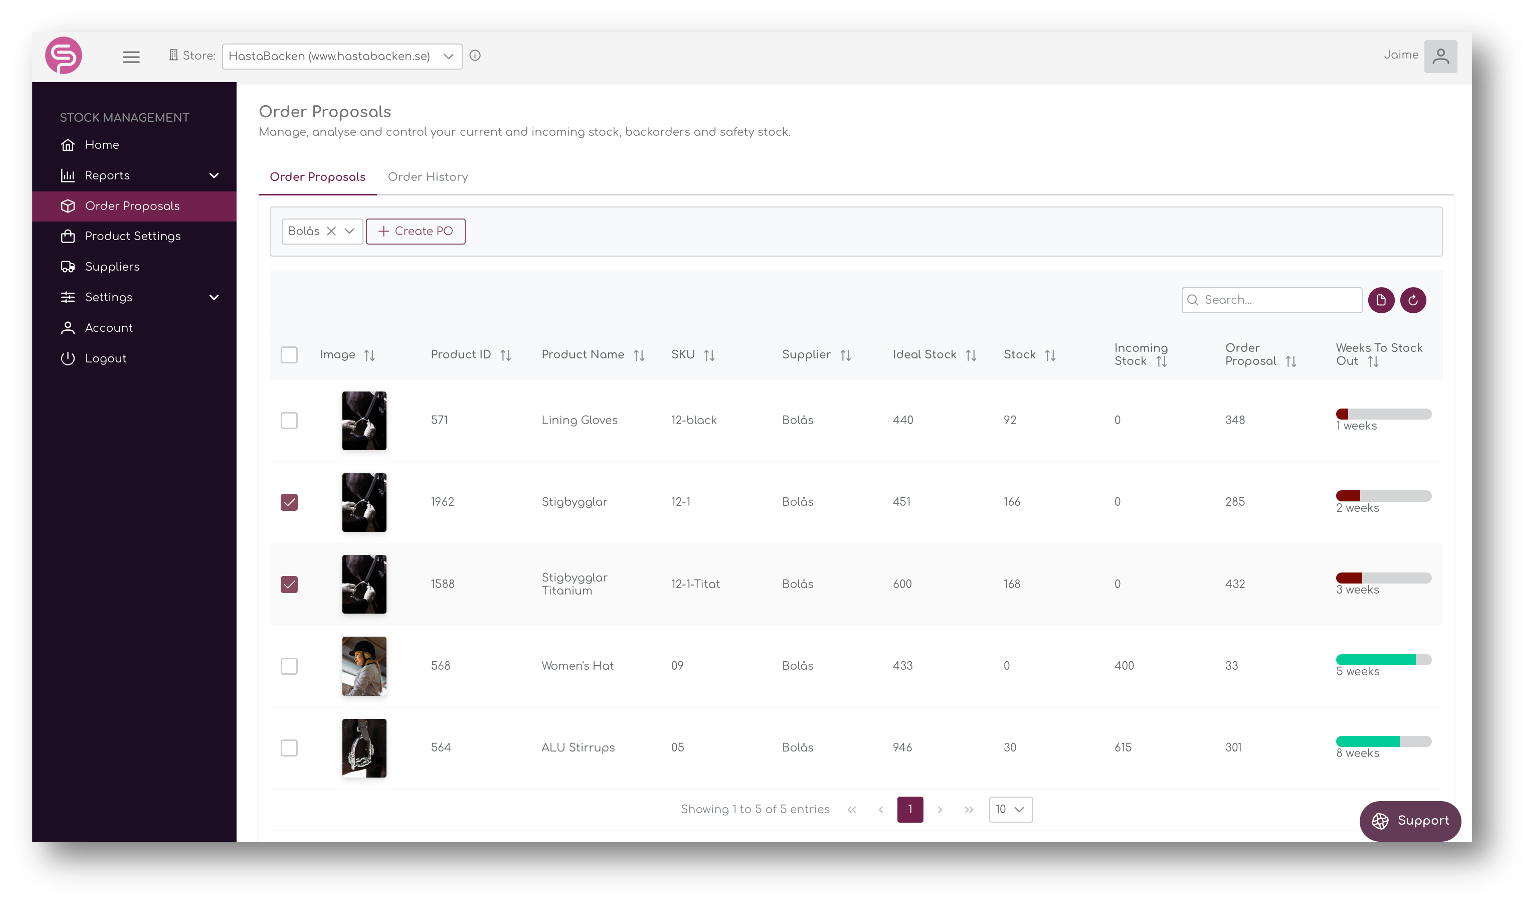 Store: HastaBacken (www.hastabacken.se)
Jaime
STOCK MANAGEMENT
Home
Reports
Order Proposals
Product Settings
Suppliers
Settings
Account
Logout
Order Proposals
Manage, analyse and control your current and incoming stock, backorders and safety stock.
Order Proposals Order History
Bolås Create PO
Search...
Image Product ID Product Name SKU Supplier Ideal Stock Stock Incoming Stock Order Proposal Weeks To Stock Out
571 Lining Gloves 12-black Bolås 440 92 0 348 1 weeks
1962 Stigbygglar 12-1 Bolås 451 166 0 285 2 weeks
1588 Stigbygglar Titanium 12-1-Titat Bolås 600 168 0 432 3 weeks
568 Women's Hat 09 Bolås 433 0 400 33 5 weeks
564 ALU Stirrups 05 Bolås 946 30 615 301 8 weeks
Showing 1 to 5 of 5 entries 1 10
Support